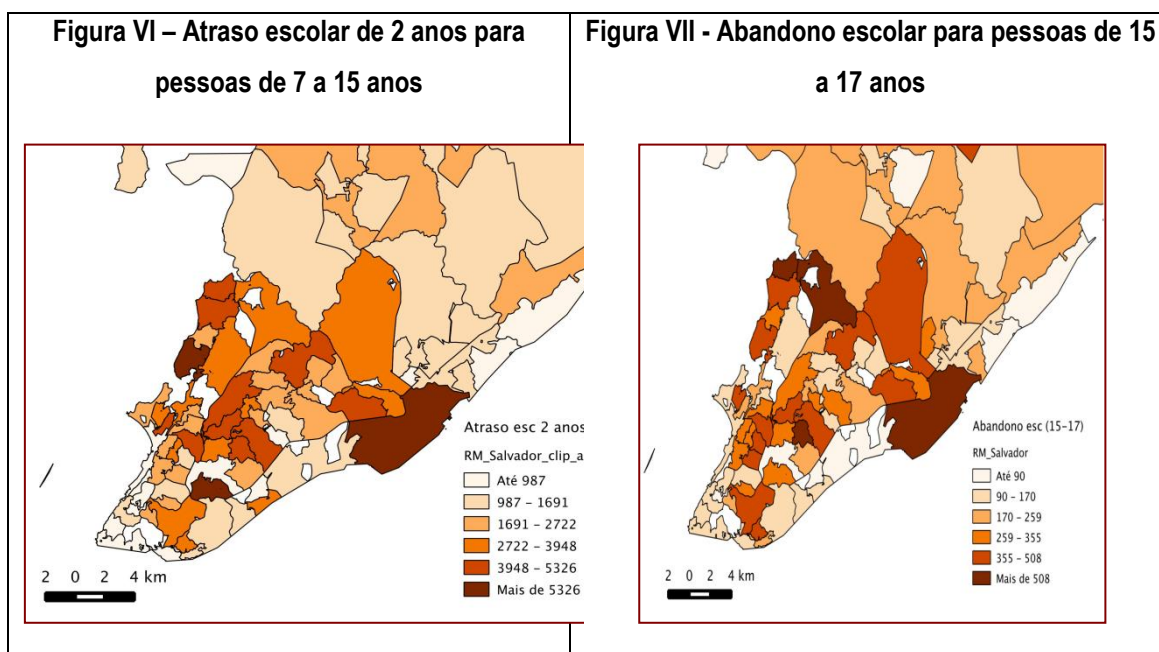 Figura VI – Atraso escolar de 2 anos para
pessoas de 7 a 15 anos
Figura VII - Abandono escolar para pessoas de 15
a 17 anos
Atraso esc 2 anos
RM_Salvador_clip_a
Até 987
987 – 1691
1691 – 2722
2722 – 3948
3948 – 5326
Mais de 5326
2 0 2 4 km
Abandono esc (15–17)
RM_Salvador
Até 90
90 – 170
170 – 259
259 – 355
355 – 508
Mais de 508
2 0 2 4 km